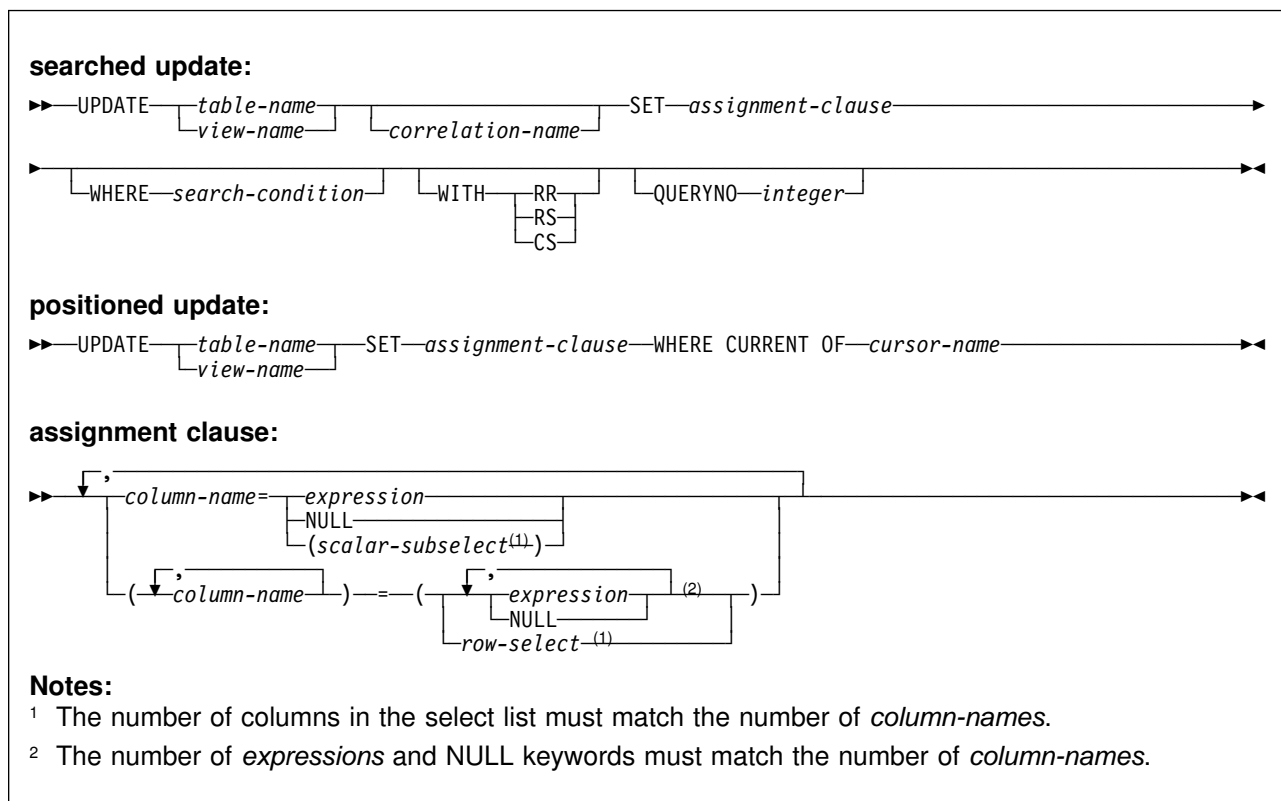 searched update:
UPDATE table-name correlation-name SET assignment-clause
view-name
WHERE search-condition WITH RR QUERYNO integer
RS
CS
positioned update:
UPDATE table-name SET assignment-clause WHERE CURRENT OF cursor-name
view-name
assignment clause:
,
column-name= expression
NULL
(scalar-subselect(1))
, ,
( column-name ) = ( expression (2) )
NULL
row-select (1)
Notes:
1 The number of columns in the select list must match the number of column-names.
2 The number of expressions and NULL keywords must match the number of column-names.